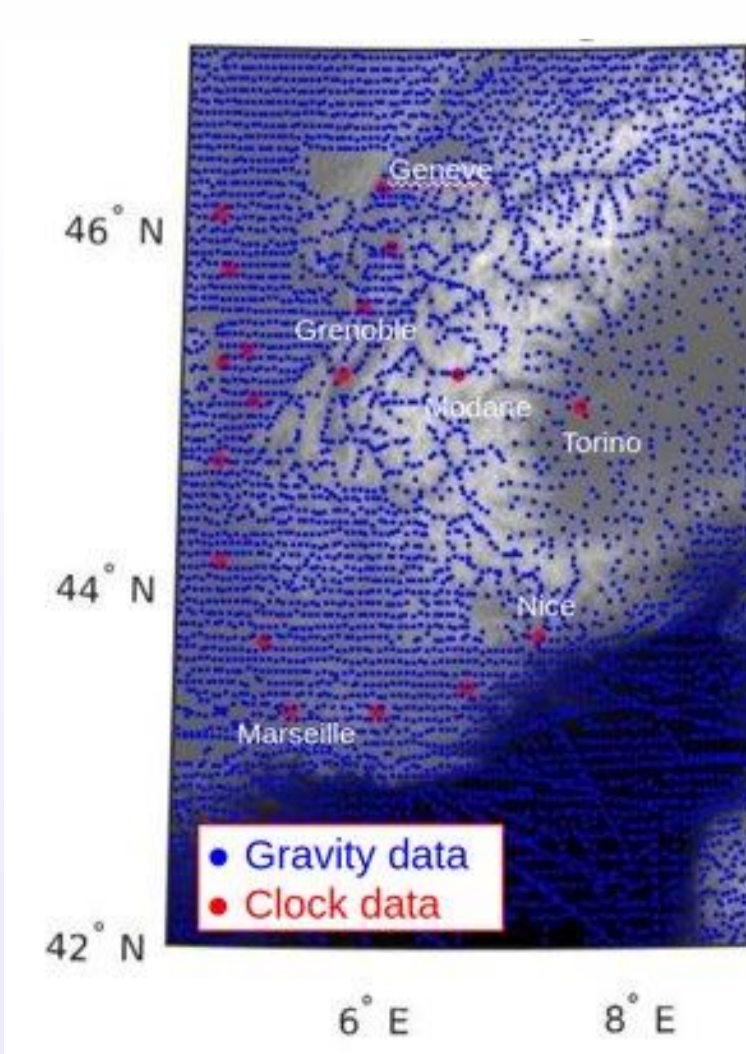 Geneve
46° N
Grenoble
Modane
Torino
44° N
Nice
Marseille
Gravity data
Clock data
42° N
6° E
8° E